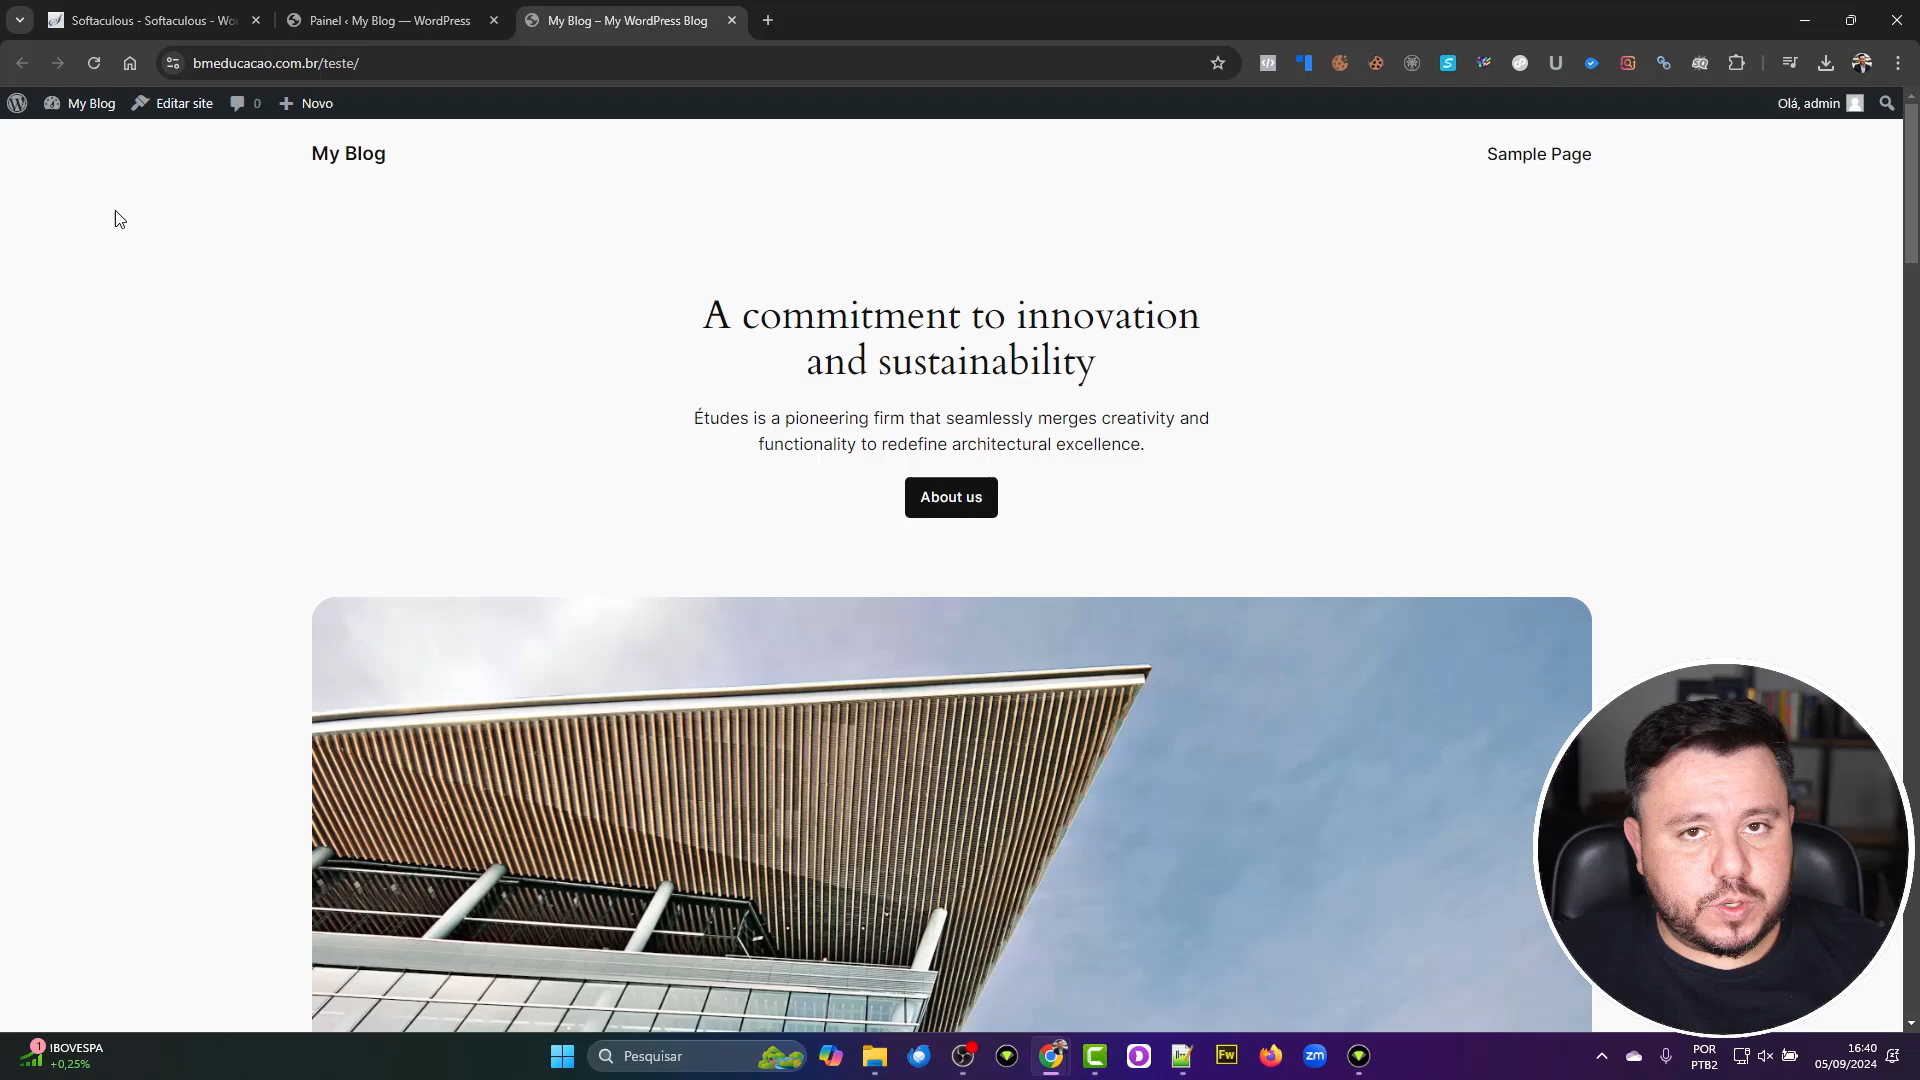 Softaculous - Softaculous - Wo
Painel ‹ My Blog — WordPress
My Blog – My WordPress Blog
bmeducacao.com.br/teste/
My Blog
Editar site
0
Novo
Olá, admin
My Blog
Sample Page
A commitment to innovation
and sustainability
Études is a pioneering firm that seamlessly merges creativity and
functionality to redefine architectural excellence.
About us
1
IBOVESPA
+0,25%
Pesquisar
Fw
zm
POR
PTB2
16:40
05/09/2024